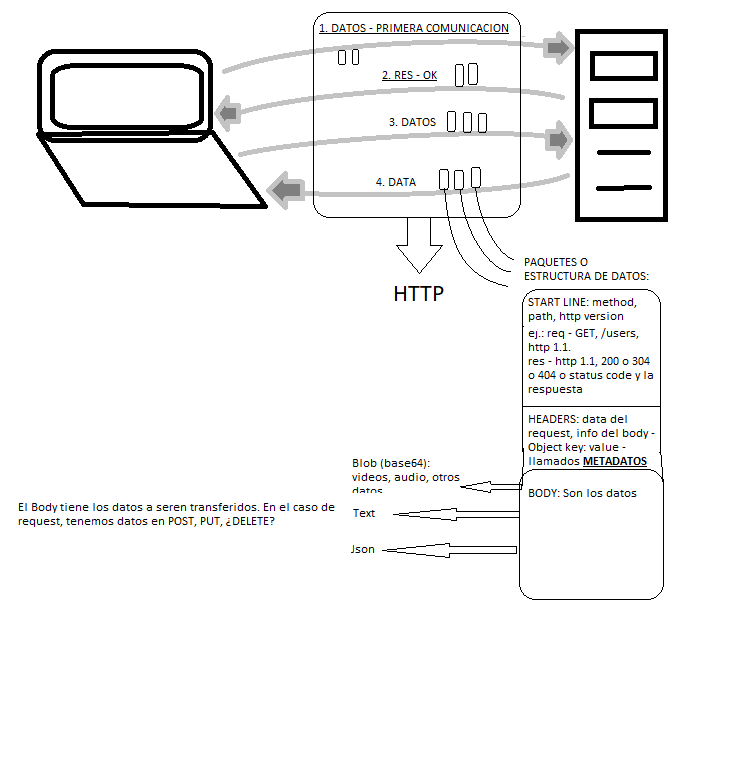 1. DATOS - PRIMERA COMUNICACION
2. RES - OK
3. DATOS
4. DATA
HTTP
PAQUETES O
ESTRUCTURA DE DATOS:
START LINE: method,
path, http version
ej.: req - GET, /users,
http 1.1.
res - http 1.1, 200 o 304
o 404 o status code y la
respuesta
HEADERS: data del
request, info del body -
Object key: value -
llamados METADATOS
BODY: Son los datos
Blob (base64):
videos, audio, otros
datos
Text
Json
El Body tiene los datos a seren transferidos. En el caso de
request, tenemos datos en POST, PUT, ¿DELETE?